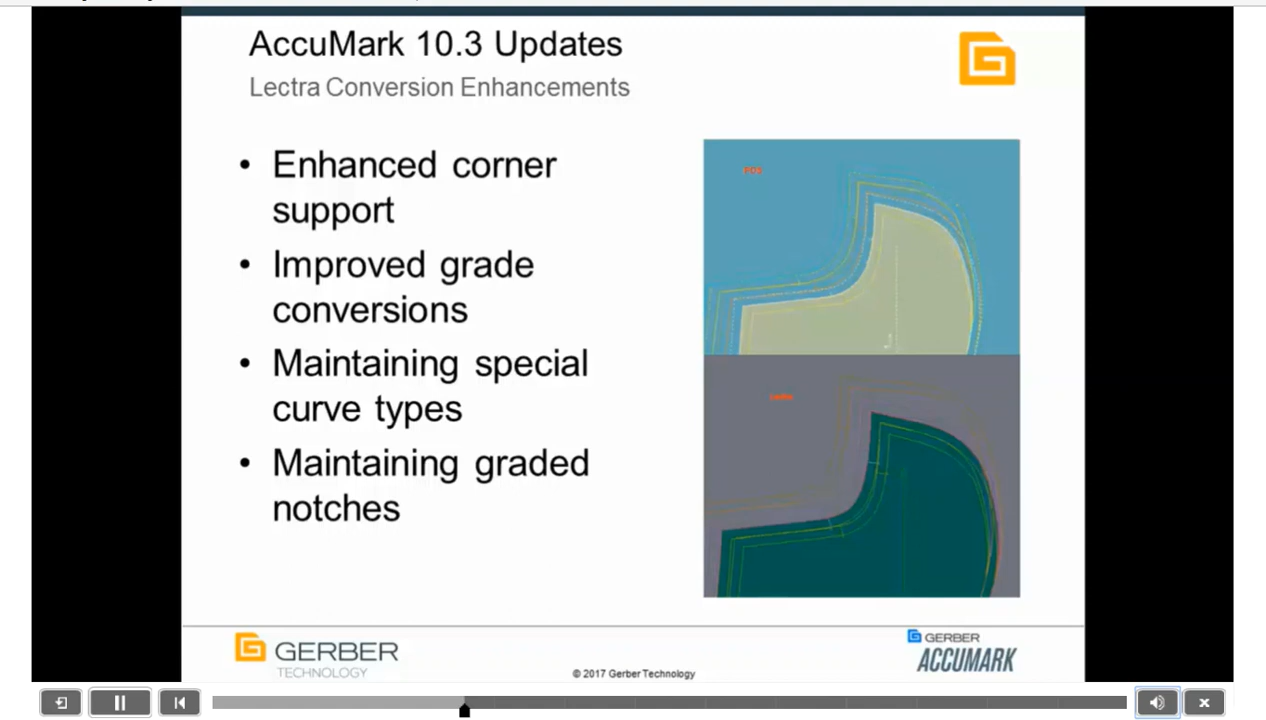 AccuMark 10.3 Updates
Lectra Conversion Enhancements
• Enhanced corner
support
• Improved grade
conversions
• Maintaining special
curve types
• Maintaining graded
notches
GERBER
TECHNOLOGY
© 2017 Gerber Technology
GERBER
ACCUMARK